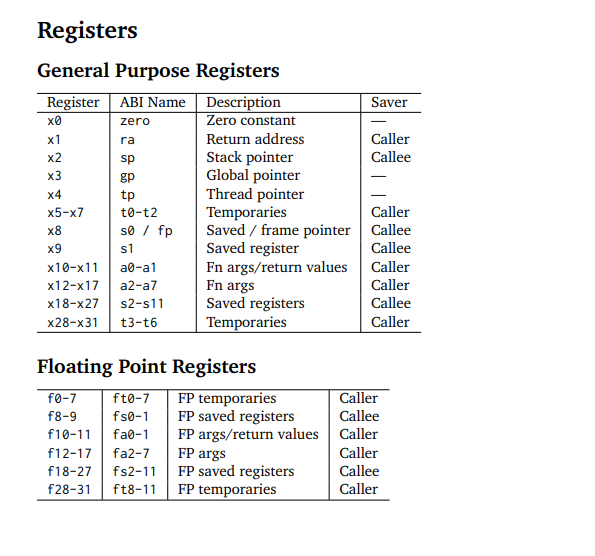 Registers
General Purpose Registers
Register ABI Name Description Saver
x0 zero Zero constant —
x1 ra Return address Caller
x2 sp Stack pointer Callee
x3 gp Global pointer —
x4 tp Thread pointer —
x5-x7 t0-t2 Temporaries Caller
x8 s0 / fp Saved / frame pointer Callee
x9 s1 Saved register Callee
x10-x11 a0-a1 Fn args/return values Caller
x12-x17 a2-a7 Fn args Caller
x18-x27 s2-s11 Saved registers Callee
x28-x31 t3-t6 Temporaries Caller
Floating Point Registers
f0-7 ft0-7 FP temporaries Caller
f8-9 fs0-1 FP saved registers Callee
f10-11 fa0-1 FP args/return values Caller
f12-17 fa2-7 FP args Caller
f18-27 fs2-11 FP saved registers Callee
f28-31 ft8-11 FP temporaries Caller